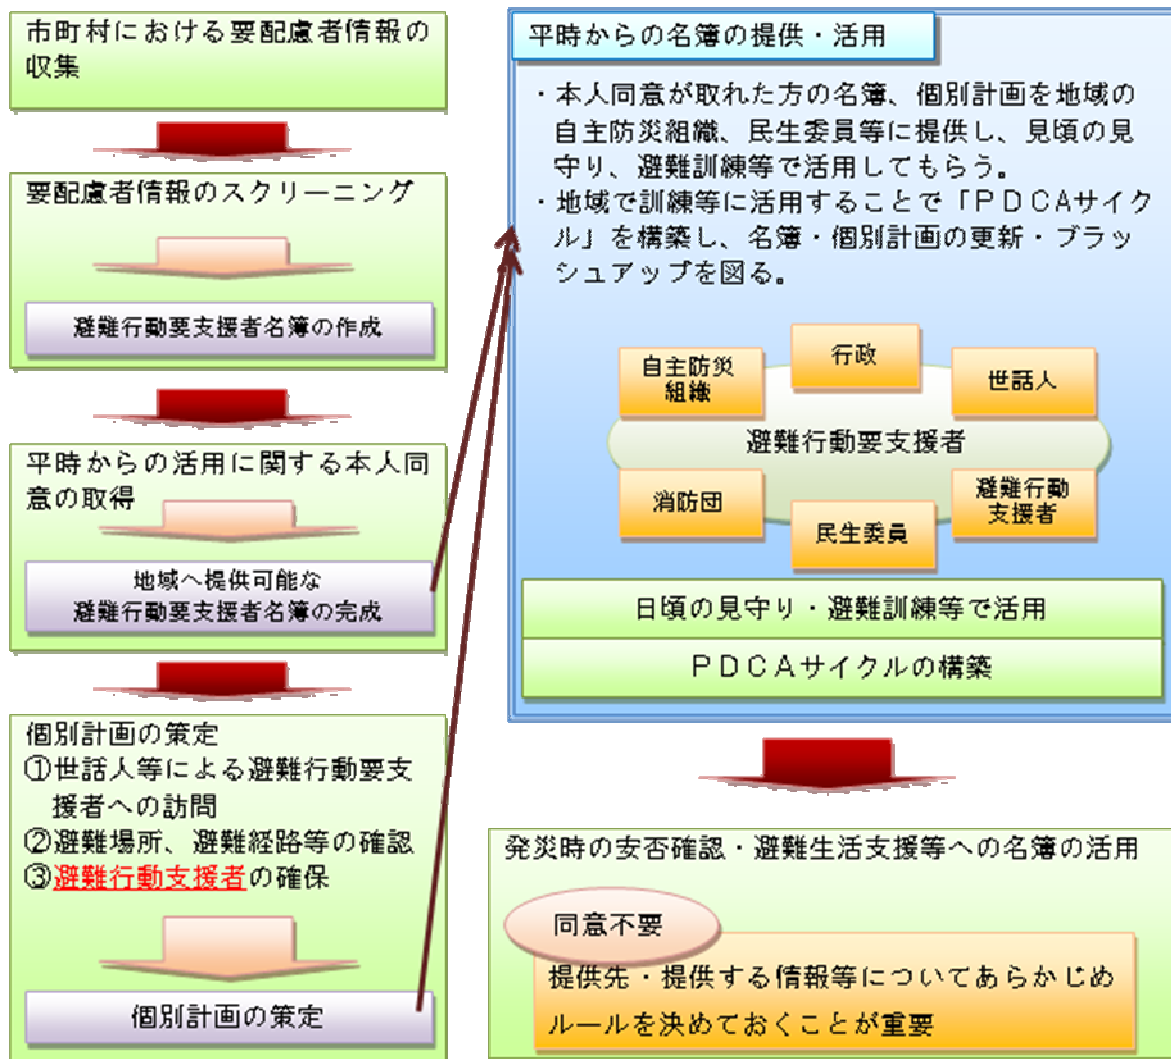 市町村における要配慮者情報の
収集
要配慮者情報のスクリーニング
避難行動要支援者名簿の作成
平時からの活用に関する本人同
意の取得
地域へ提供可能な
避難行動要支援者名簿の完成
個別計画の策定
①世話人等による避難行動要支
援者への訪問
②避難場所、避難経路等の確認
③避難行動支援者の確保
個別計画の策定
平時からの名簿の提供・活用
・本人同意が取れた方の名簿、個別計画を地域の
自主防災組織、民生委員等に提供し、見頃の見
守り、避難訓練等で活用してもらう。
・地域で訓練等に活用することで「PDCAサイク
ル」を構築し、名簿・個別計画の更新・ブラッ
シュアップを図る。
自主防災
組織
行政
世話人
避難行動要支援者
消防団
民生委員
避難行動
支援者
日頃の見守り・避難訓練等で活用
PDCAサイクルの構築
発災時の安否確認・避難生活支援等への名簿の活用
同意不要
提供先・提供する情報等についてあらかじめ
ルールを決めておくことが重要